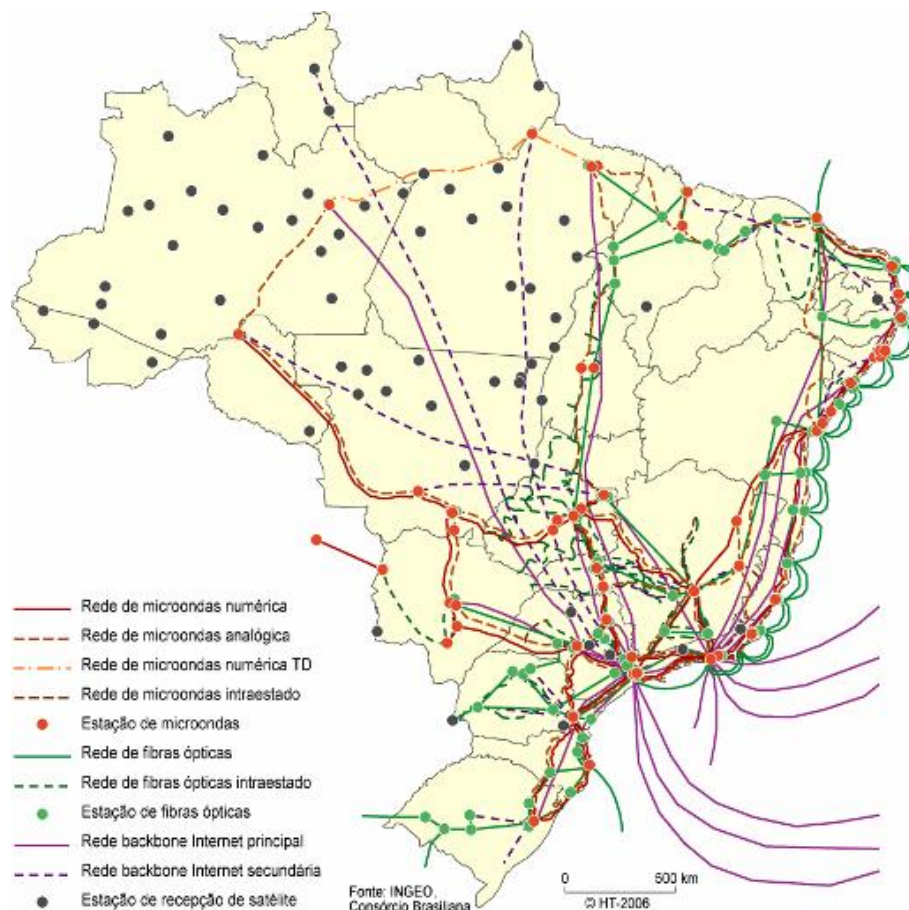 Rede de microondas numérica
Rede de microondas analógica
Rede de microondas numérica TD
Rede de microondas intraestado
Estação de microondas
Rede de fibras ópticas
Rede de fibras ópticas intraestado
Estação de fibras ópticas
Rede backbone Internet principal
Rede backbone Internet secundária
Estação de recepção de satélite
Fonte: INGEO,
Consórcio Brasiliana
0 500 km
© HT-2006